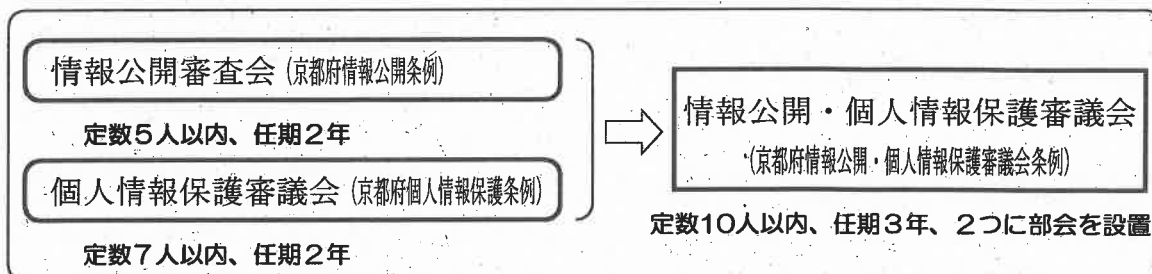 情報公開審査会(京都府情報公開条例)
定数5人以内、任期2年
個人情報保護審議会(京都府個人情報保護条例)
定数7人以内、任期2年
情報公開・個人情報保護審議会
(京都府情報公開・個人情報保護審議会条例)
定数10人以内、任期3年、2つに部会を設置